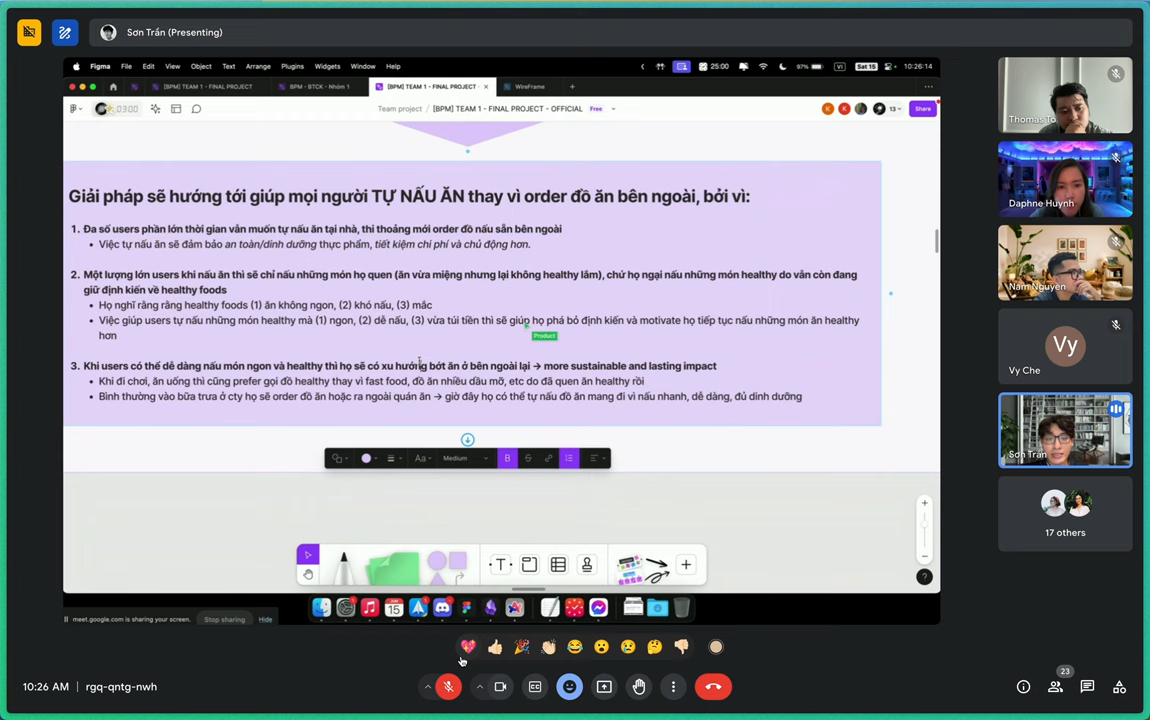 Sơn Trần (Presenting)
Figma File Edit View Object Text Arrange Plugins Widgets Window Help
25:00 97% VI Sat 15 10:26:14
[BPM] TEAM 1 - FINAL PROJECT
BPM - BTCK - Nhóm 1
[BPM] TEAM 1 - FINAL PROJECT -
WireFrame
03:00
Team project / [BPM] TEAM 1 - FINAL PROJECT - OFFICIAL Free
K K 13 Share
Giải pháp sẽ hướng tới giúp mọi người TỰ NẤU ĂN thay vì order đồ ăn bên ngoài, bởi vì:
1. Đa số users phần lớn thời gian vẫn muốn tự nấu ăn tại nhà, thi thoảng mới order đồ nấu sẵn bên ngoài
• Việc tự nấu ăn sẽ đảm bảo an toàn/dinh dưỡng thực phẩm, tiết kiệm chi phí và chủ động hơn.
2. Một lượng lớn users khi nấu ăn thì sẽ chỉ nấu những món họ quen (ăn vừa miệng nhưng lại không healthy lắm), chứ họ ngại nấu những món healthy do vẫn còn đang
giữ định kiến về healthy foods
• Họ nghĩ rằng rằng healthy foods (1) ăn không ngon, (2) khó nấu, (3) mắc
• Việc giúp users tự nấu những món healthy mà (1) ngon, (2) dễ nấu, (3) vừa túi tiền thì sẽ giúp họ phá bỏ định kiến và motivate họ tiếp tục nấu những món ăn healthy
hơn
Product
3. Khi users có thể dễ dàng nấu món ngon và healthy thì họ sẽ có xu hướng bớt ăn ở bên ngoài lại → more sustainable and lasting impact
• Khi đi chơi, ăn uống thì cũng prefer gọi đồ healthy thay vì fast food, đồ ăn nhiều dầu mỡ, etc do đã quen ăn healthy rồi
• Bình thường vào bữa trưa ở cty họ sẽ order đồ ăn hoặc ra ngoài quán ăn → giờ đây họ có thể tự nấu đồ ăn mang đi vì nấu nhanh, dễ dàng, đủ dinh dưỡng
Aa Medium B S
T
JUN 15
meet.google.com is sharing your screen. Stop sharing Hide
Thomas To
Daphne Huỳnh
Nam Nguyễn
Vy
Vy Che
Sơn Trần
17 others
10:26 AM | rgq-qntg-nwh
23